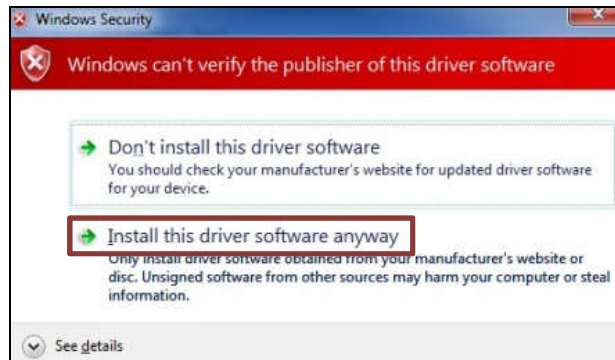 Windows Security
Windows can't verify the publisher of this driver software
Don't install this driver software
You should check your manufacturer's website for updated driver software
for your device.
Install this driver software anyway
Only install driver software obtained from your manufacturer's website or
disc. Unsigned software from other sources may harm your computer or steal
information.
See details